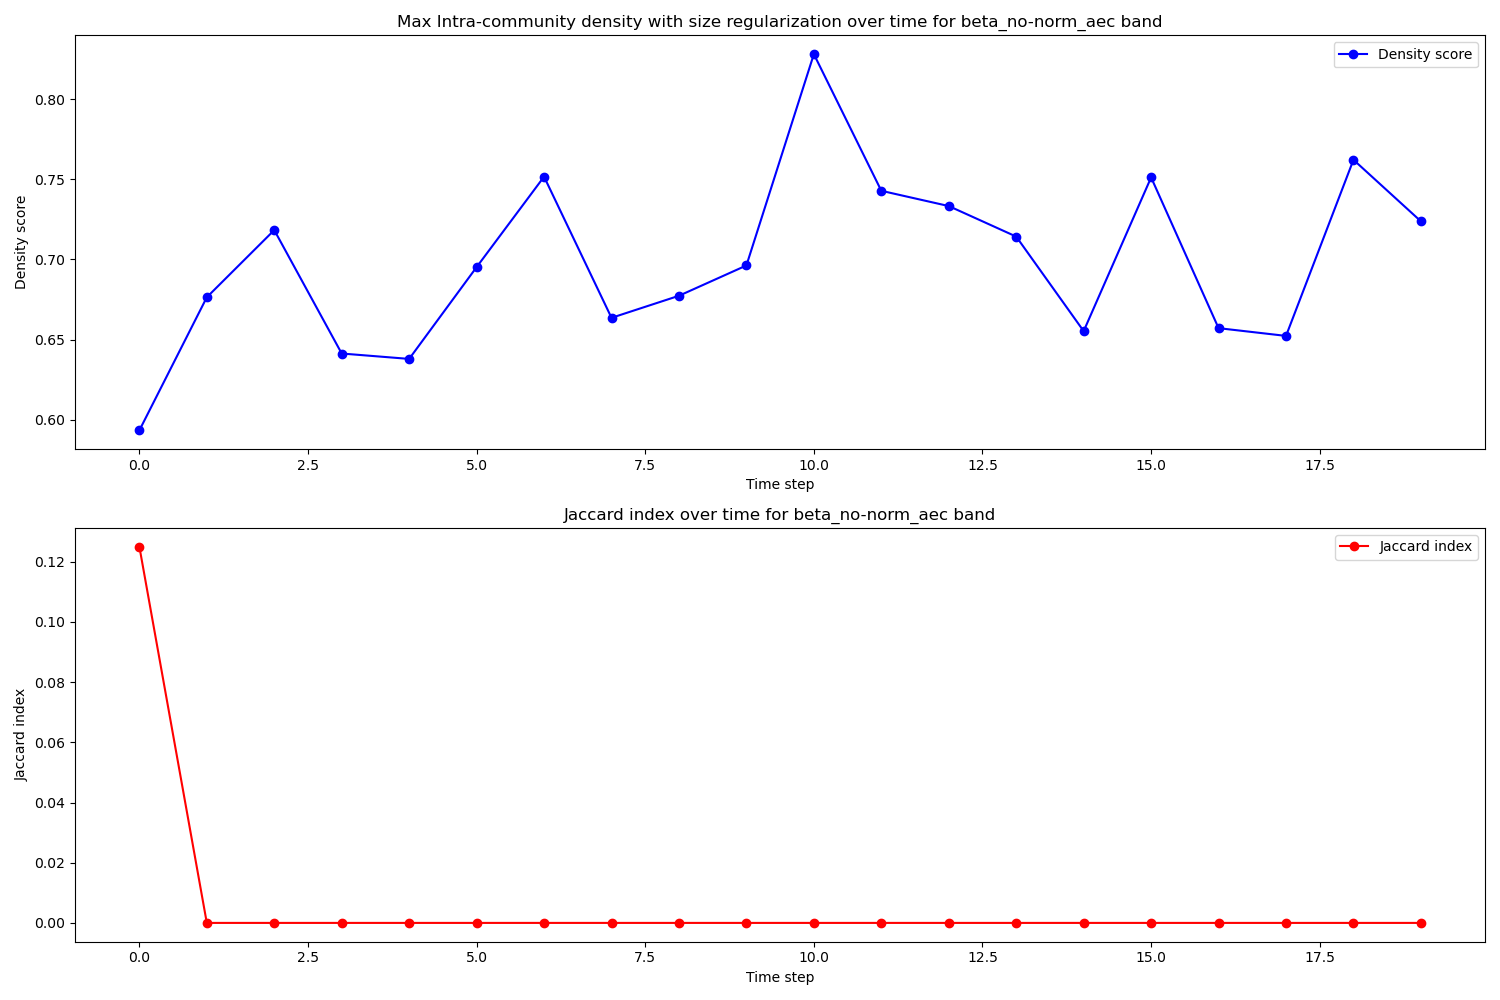 Max Intra-community density with size regularization over time for beta_no-norm_aec band
Density score
0.80
0.75
0.70
0.65
0.60
Density score
0.0 2.5 5.0 7.5 10.0 12.5 15.0 17.5
Time step
Jaccard index over time for beta_no-norm_aec band
Jaccard index
0.12
0.10
0.08
0.06
0.04
0.02
0.00
Jaccard index
0.0 2.5 5.0 7.5 10.0 12.5 15.0 17.5
Time step